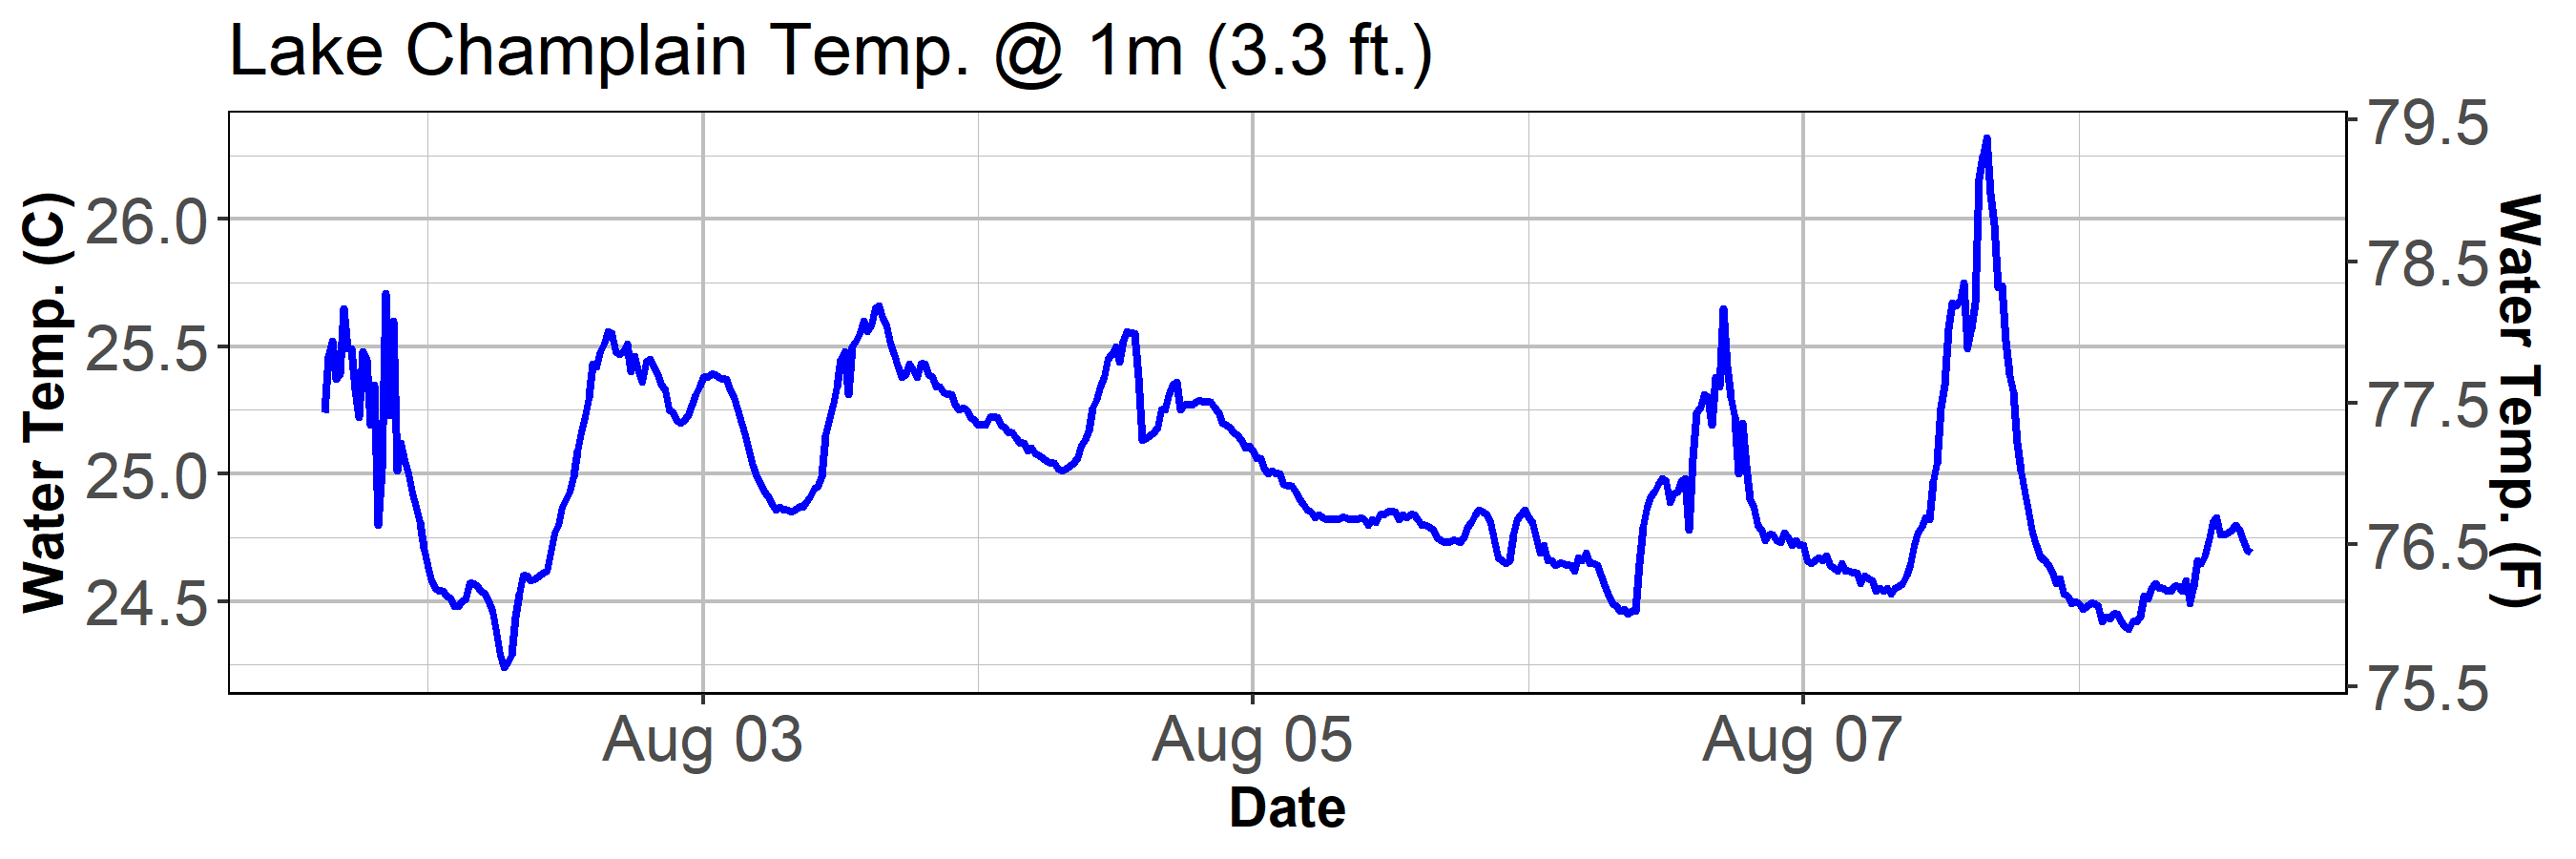 Lake Champlain Temp. @ 1m (3.3 ft.)
Water Temp. (C)
26.0
25.5
25.0
24.5
79.5
78.5
77.5
76.5
75.5
Water Temp. (F)
Aug 03
Aug 05
Aug 07
Date